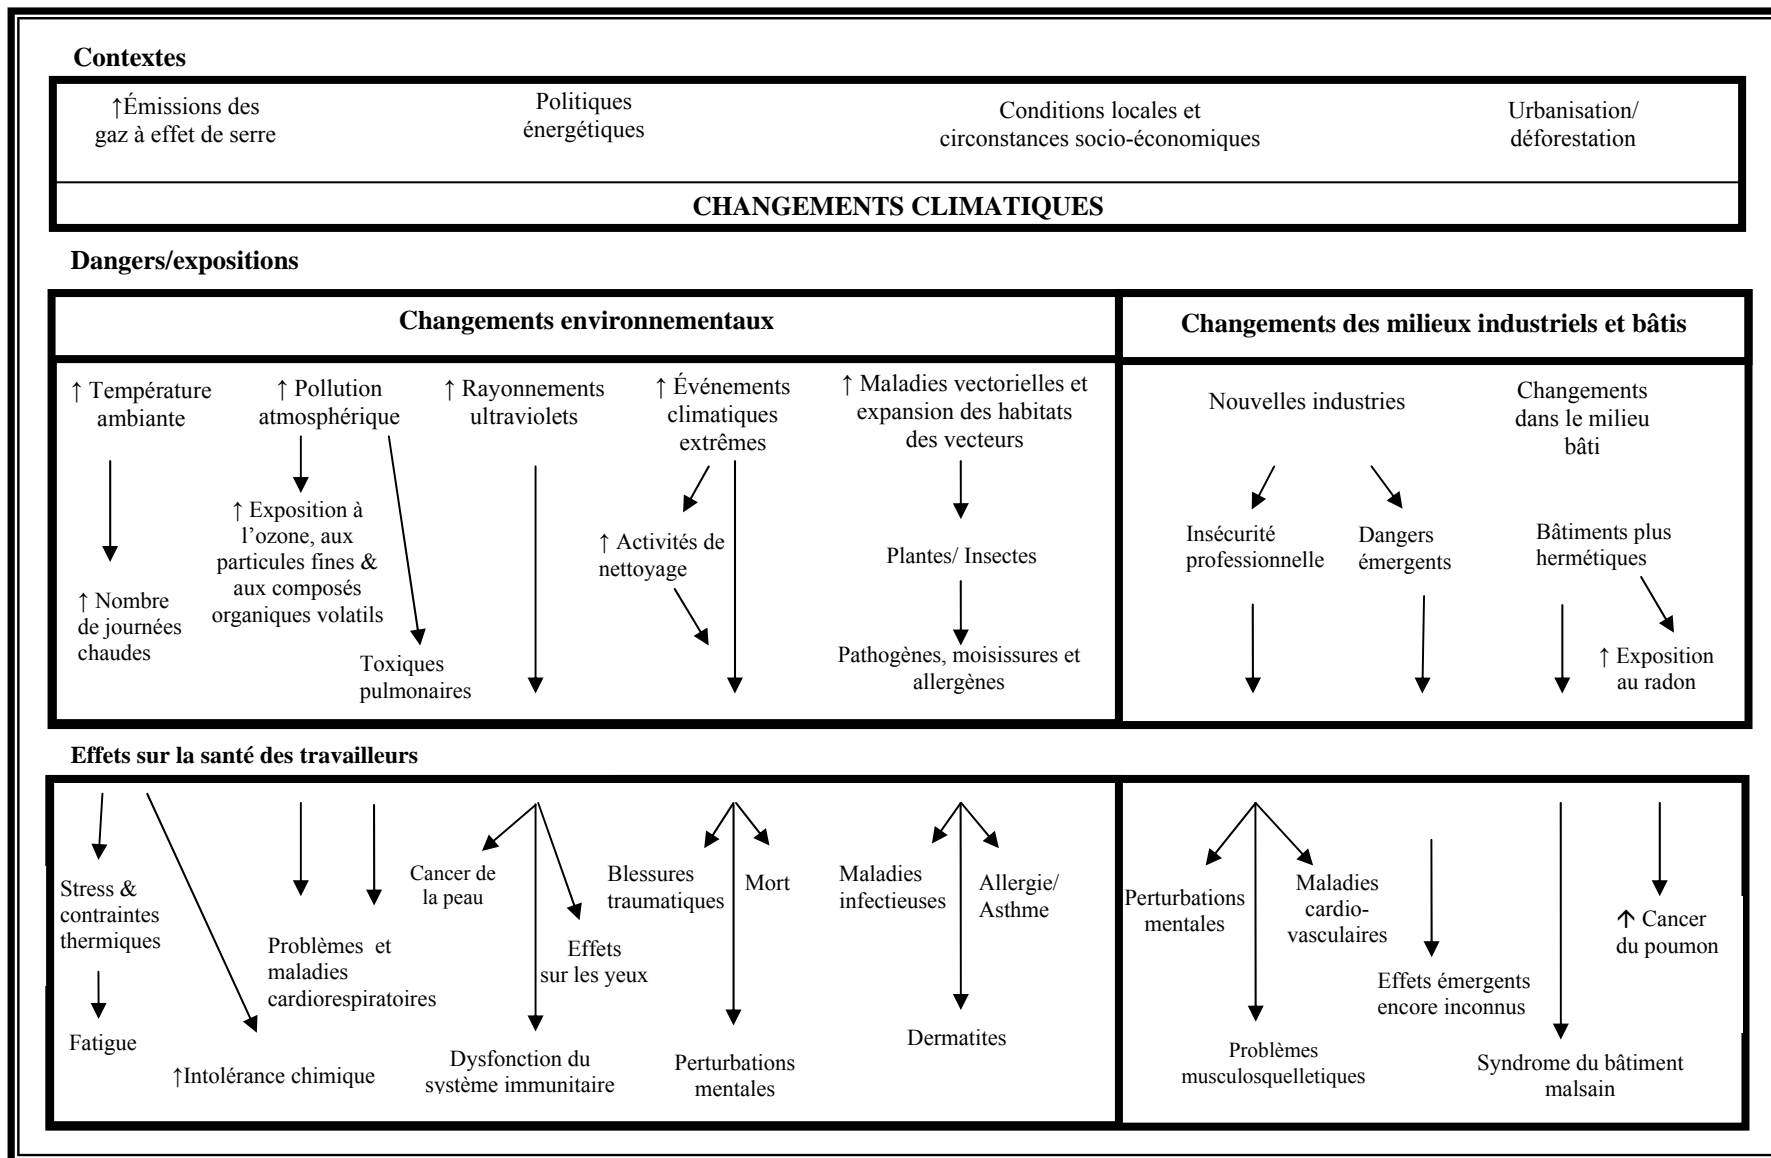 Contextes
↑Émissions des
gaz à effet de serre
Politiques
énergétiques
Conditions locales et
circonstances socio-économiques
Urbanisation/
déforestation
CHANGEMENTS CLIMATIQUES
Dangers/expositions
Changements environnementaux
Changements des milieux industriels et bâtis
↑ Température
ambiante
↑ Pollution
atmosphérique
↑ Rayonnements
ultraviolets
↑ Événements
climatiques
extrêmes
↑ Maladies vectorielles et
expansion des habitats
des vecteurs
Nouvelles industries
Changements
dans le milieu
bâti
↑ Exposition à
l’ozone, aux
particules fines &
aux composés
organiques volatils
↑ Activités de
nettoyage
Plantes/ Insectes
Insécurité
professionnelle
Dangers
émergents
Bâtiments plus
hermétiques
↑ Nombre
de journées
chaudes
Toxiques
pulmonaires
Pathogènes, moisissures et
allergènes
↑ Exposition
au radon
Effets sur la santé des travailleurs
Stress &
contraintes
thermiques
Fatigue
↑Intolérance chimique
Problèmes et
maladies
cardiorespiratoires
Cancer de
la peau
Effets
sur les yeux
Dysfonction du
système immunitaire
Blessures
traumatiques
Mort
Perturbations
mentales
Maladies
infectieuses
Allergie/
Asthme
Dermatites
Perturbations
mentales
Maladies
cardio-
vasculaires
Problèmes
musculosquelletiques
Effets émergents
encore inconnus
Syndrome du bâtiment
malsain
↑ Cancer
du poumon